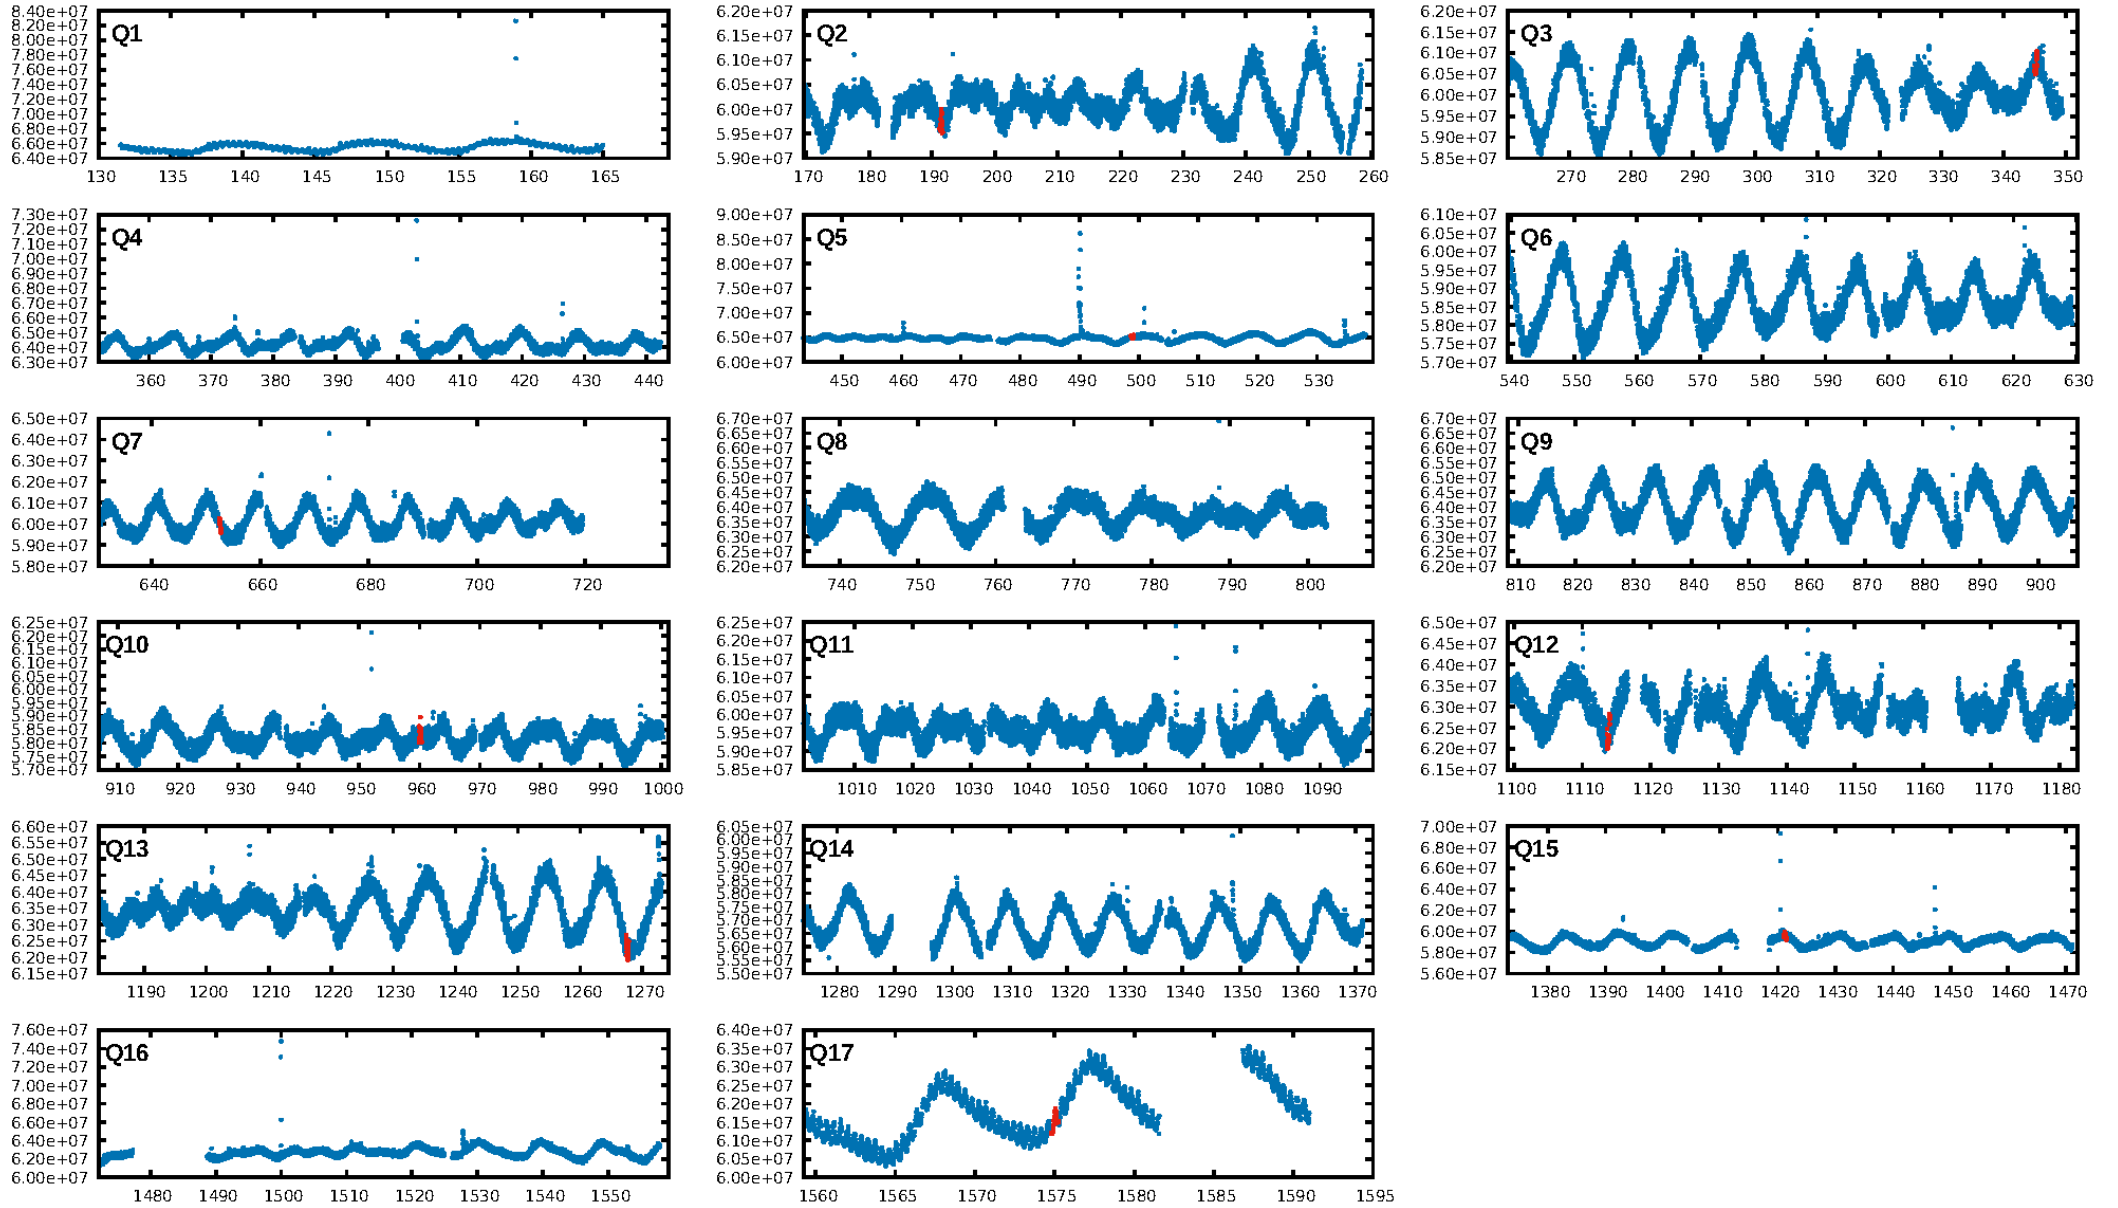 8.40e+07
Q1
8.20e+07
8.00e+07
7.80e+07
7.60e+07
7.40e+07
7.20e+07
7.00e+07
6.80e+07
6.60e+07
6.40e+07
130 135 140 145 150 155 160 165
6.20e+07
Q2
6.15e+07
6.10e+07
6.05e+07
6.00e+07
5.95e+07
5.90e+07
170 180 190 200 210 220 230 240 250 260
6.20e+07
Q3
6.15e+07
6.10e+07
6.05e+07
6.00e+07
5.95e+07
5.90e+07
5.85e+07
270 280 290 300 310 320 330 340 350
7.30e+07
Q4
7.20e+07
7.10e+07
7.00e+07
6.90e+07
6.80e+07
6.70e+07
6.60e+07
6.50e+07
6.40e+07
6.30e+07
360 370 380 390 400 410 420 430 440
9.00e+07
Q5
8.50e+07
8.00e+07
7.50e+07
7.00e+07
6.50e+07
6.00e+07
450 460 470 480 490 500 510 520 530
6.10e+07
Q6
6.05e+07
6.00e+07
5.95e+07
5.90e+07
5.85e+07
5.80e+07
5.75e+07
5.70e+07
540 550 560 570 580 590 600 610 620 630
6.50e+07
Q7
6.40e+07
6.30e+07
6.20e+07
6.10e+07
6.00e+07
5.90e+07
5.80e+07
640 660 680 700 720
6.70e+07
Q8
6.65e+07
6.60e+07
6.55e+07
6.50e+07
6.45e+07
6.40e+07
6.35e+07
6.30e+07
6.25e+07
6.20e+07
740 750 760 770 780 790 800
6.70e+07
Q9
6.65e+07
6.60e+07
6.55e+07
6.50e+07
6.45e+07
6.40e+07
6.35e+07
6.30e+07
6.25e+07
6.20e+07
810 820 830 840 850 860 870 880 890 900
6.25e+07
Q10
6.20e+07
6.15e+07
6.10e+07
6.05e+07
6.00e+07
5.95e+07
5.90e+07
5.85e+07
5.80e+07
5.75e+07
5.70e+07
910 920 930 940 950 960 970 980 990 1000
6.25e+07
Q11
6.20e+07
6.15e+07
6.10e+07
6.05e+07
6.00e+07
5.95e+07
5.90e+07
5.85e+07
1010 1020 1030 1040 1050 1060 1070 1080 1090
6.50e+07
Q12
6.45e+07
6.40e+07
6.35e+07
6.30e+07
6.25e+07
6.20e+07
6.15e+07
1100 1110 1120 1130 1140 1150 1160 1170 1180
6.60e+07
Q13
6.55e+07
6.50e+07
6.45e+07
6.40e+07
6.35e+07
6.30e+07
6.25e+07
6.20e+07
6.15e+07
1190 1200 1210 1220 1230 1240 1250 1260 1270
6.05e+07
Q14
6.00e+07
5.95e+07
5.90e+07
5.85e+07
5.80e+07
5.75e+07
5.70e+07
5.65e+07
5.60e+07
5.55e+07
5.50e+07
1280 1290 1300 1310 1320 1330 1340 1350 1360 1370
7.00e+07
Q15
6.80e+07
6.60e+07
6.40e+07
6.20e+07
6.00e+07
5.80e+07
5.60e+07
1380 1390 1400 1410 1420 1430 1440 1450 1460 1470
7.60e+07
Q16
7.40e+07
7.20e+07
7.00e+07
6.80e+07
6.60e+07
6.40e+07
6.20e+07
6.00e+07
1480 1490 1500 1510 1520 1530 1540 1550
6.40e+07
Q17
6.35e+07
6.30e+07
6.25e+07
6.20e+07
6.15e+07
6.10e+07
6.05e+07
6.00e+07
1560 1565 1570 1575 1580 1585 1590 1595